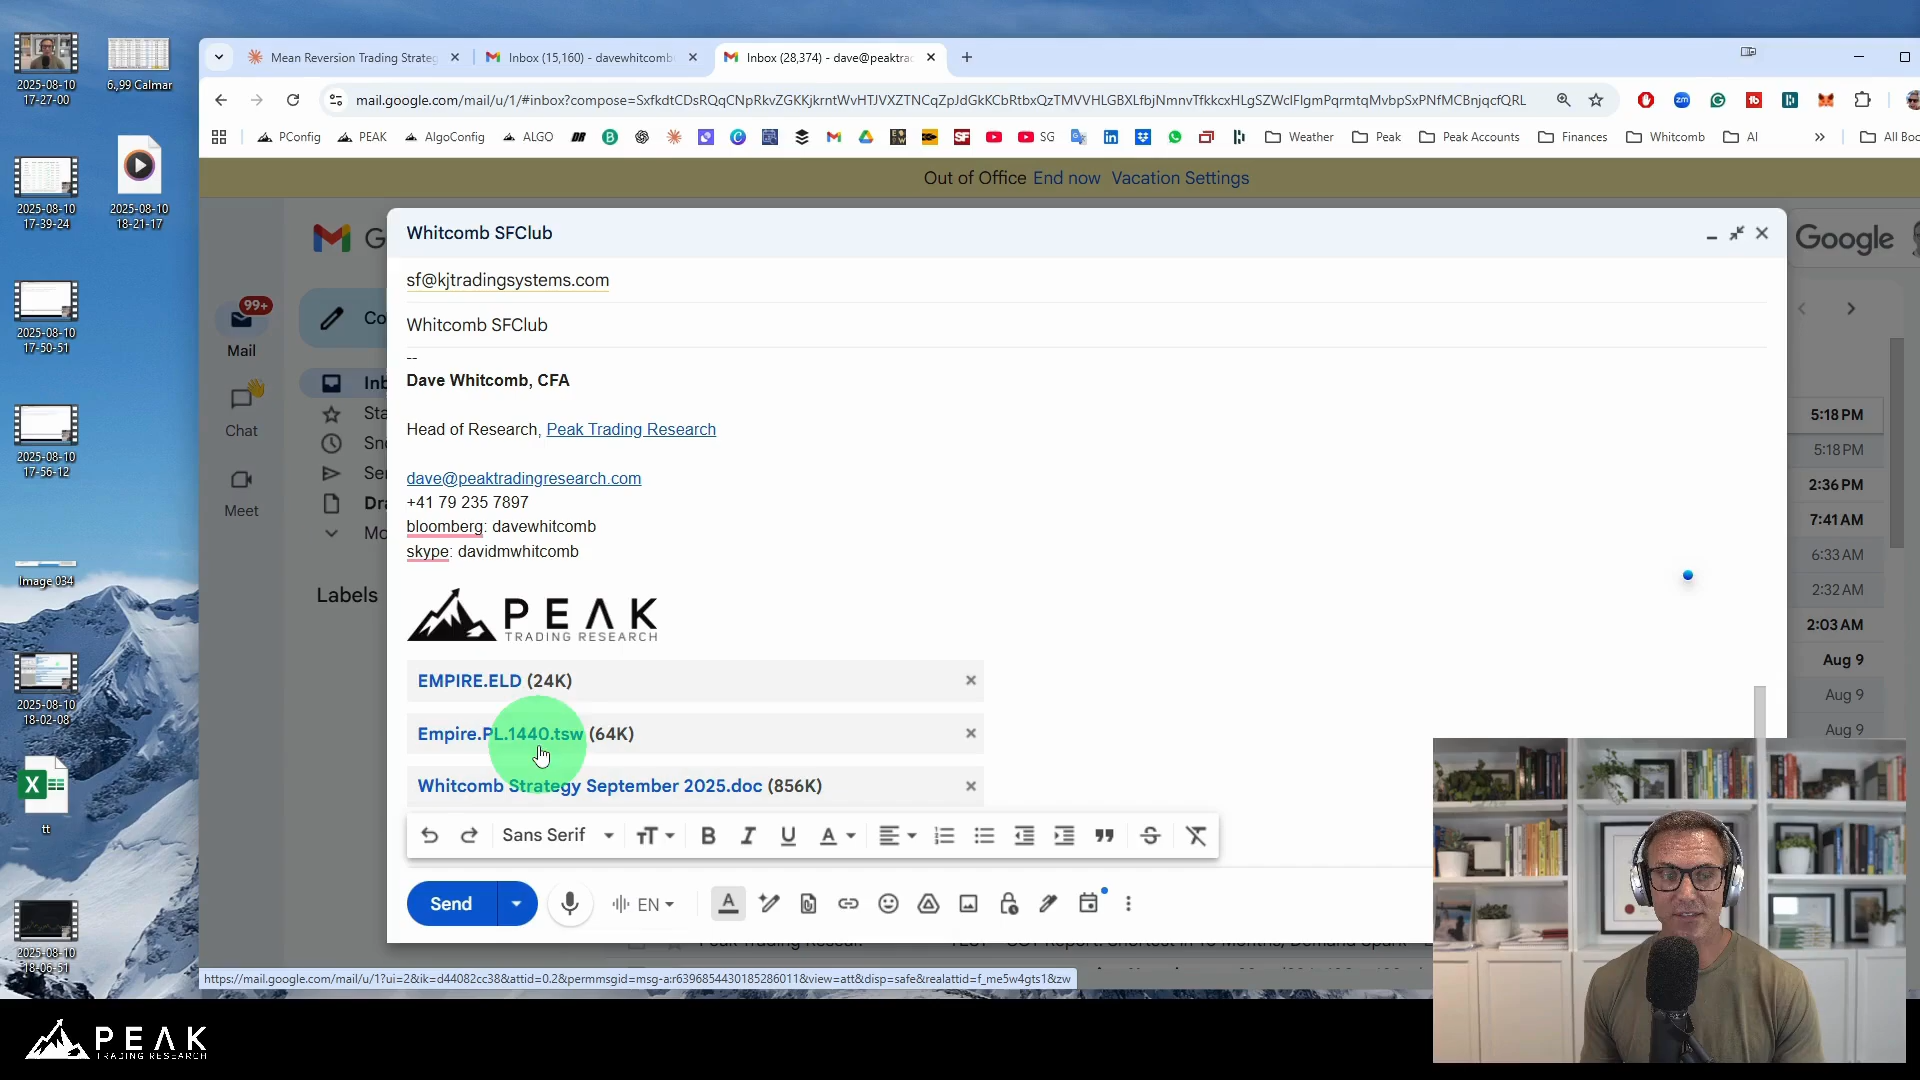 2025-08-10
17-27-00
6.,99 Calmar
2025-08-10
17-39-24
2025-08-10
18-21-17
2025-08-10
17-50-51
2025-08-10
17-56-12
Image 034
2025-08-10
18-02-08
tt
2025-08-10
18-06-51
Mean Reversion Trading Strateg
Inbox (15,160) - davewhitcomb
Inbox (28,374) - dave@peaktrad
mail.google.com/mail/u/1/#inbox?compose=SxfkdtCDsRQqCNpRkvZGKKjkrntWvHTJVXZTNCqZpJdGkKCbRtbxQzTMVVHLGBXLfbjNmnvTfkkcxHLgSZWclFlgmPqrmtqMvbpSxPNfMCBnjqcfQRL
PConfig
PEAK
AlgoConfig
ALGO
SG
Weather
Peak
Peak Accounts
Finances
Whitcomb
AI
»
All Boo
Out of Office End now Vacation Settings
G
Google
99+
Mail
Chat
Meet
Co
Inb
Sta
Sno
Sen
Dra
Mo
Labels
Whitcomb SFClub
sf@kjtradingsystems.com
Whitcomb SFClub
--
Dave Whitcomb, CFA
Head of Research, Peak Trading Research
dave@peaktradingresearch.com
+41 79 235 7897
bloomberg: davewhitcomb
skype: davidmwhitcomb
PEAK
TRADING RESEARCH
EMPIRE.ELD (24K)
Empire.PL.1440.tsw (64K)
Whitcomb Strategy September 2025.doc (856K)
Sans Serif
Send
EN
5:18 PM
5:18 PM
2:36 PM
7:41 AM
6:33 AM
2:32 AM
2:03 AM
Aug 9
Aug 9
Aug 9
https://mail.google.com/mail/u/1?ui=2&ik=d44082cc38&attid=0.2&permmsgid=msg-a:r6396854430185286011&view=att&disp=safe&realattid=f_me5w4gts1&zw
PEAK
TRADING RESEARCH